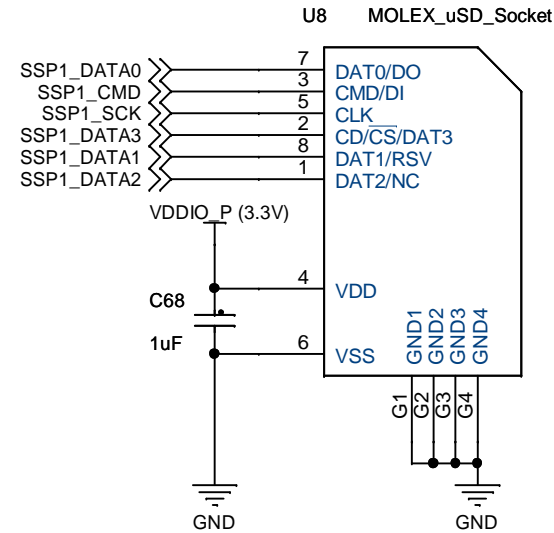 U8 MOLEX_uSD_Socket
SSP1_DATA0 7 DAT0/DO
SSP1_CMD 3 CMD/DI
SSP1_SCK 5 CLK
SSP1_DATA3 2 CD/CS/DAT3
SSP1_DATA1 8 DAT1/RSV
SSP1_DATA2 1 DAT2/NC
VDDIO_P (3.3V)
4 VDD
C68
1uF
6 VSS
GND1
GND2
GND3
GND4
G1
G2
G3
G4
GND
GND